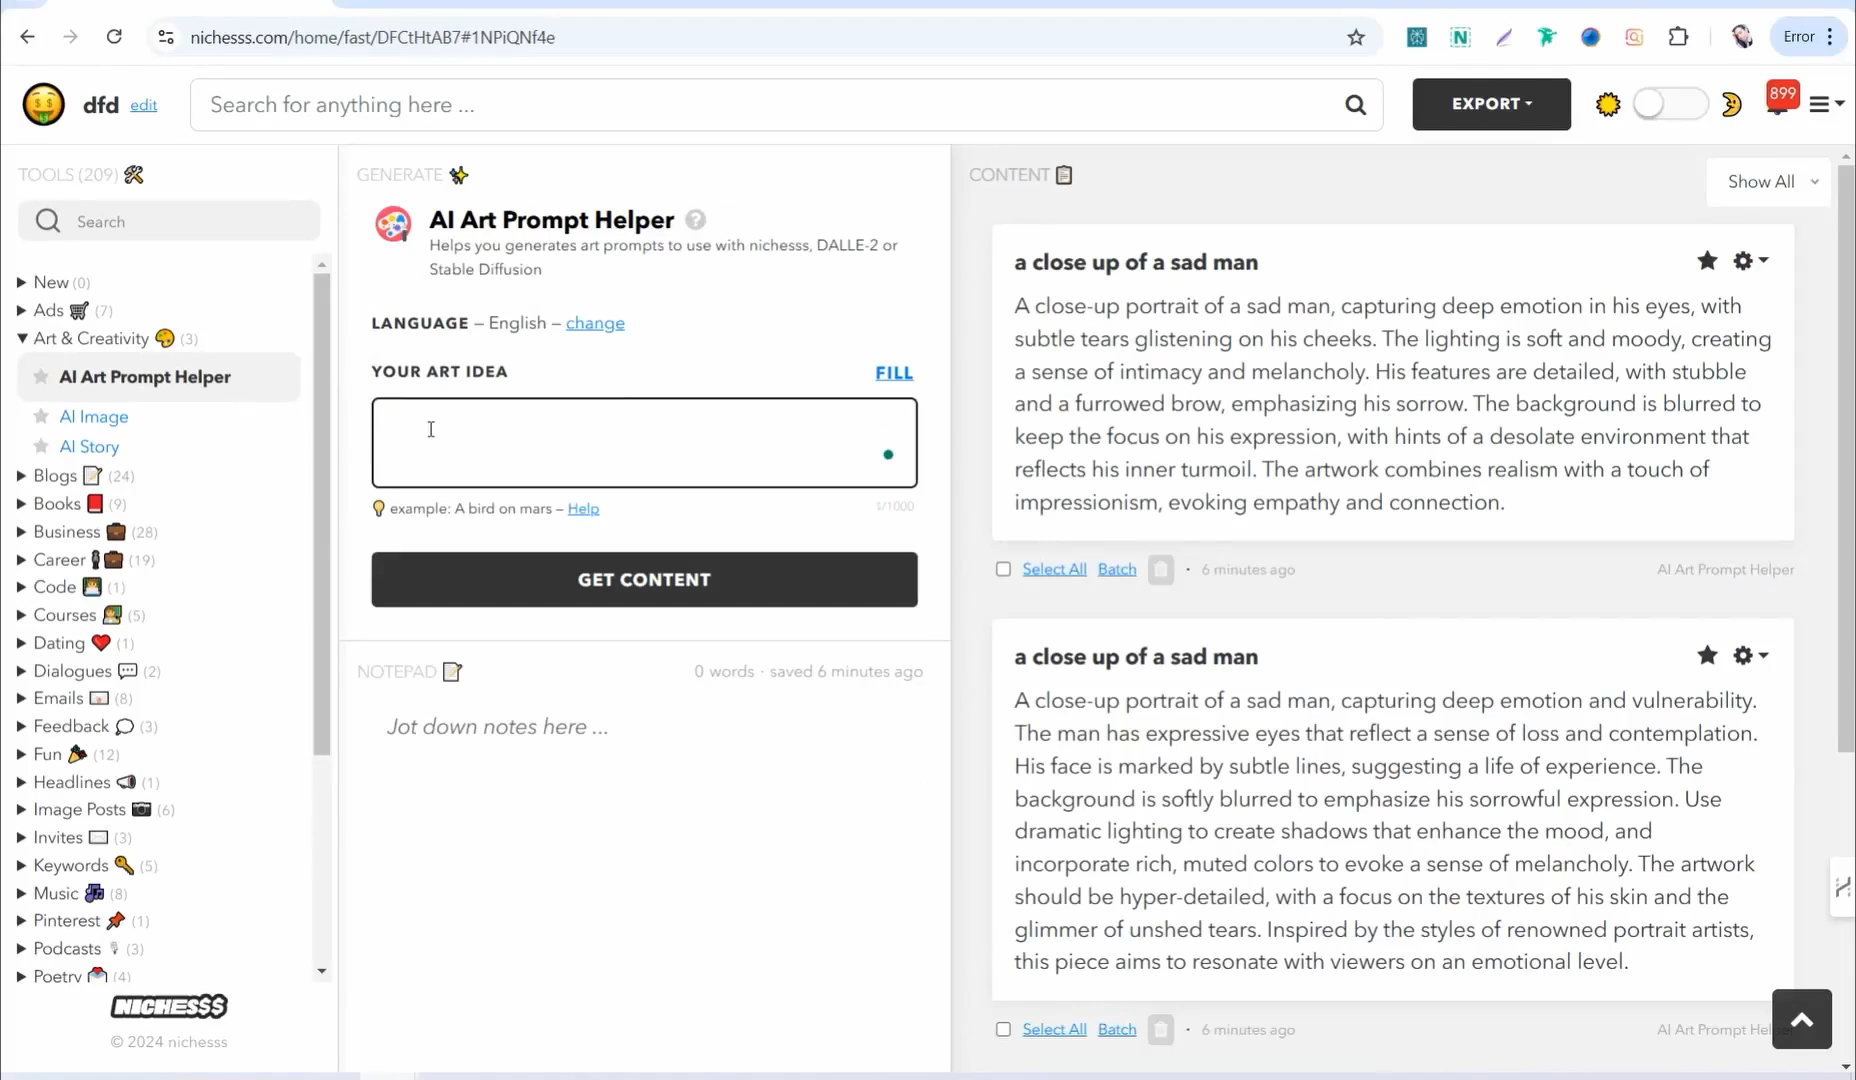 nichesss.com/home/fast/DFCtHtAB7#1NPiQNf4e
Error
dfd edit
Search for anything here ...
EXPORT
899
TOOLS (209)
Search
New (0)
Ads (7)
Art & Creativity (3)
AI Art Prompt Helper
AI Image
AI Story
Blogs (24)
Books (9)
Business (28)
Career (19)
Code (1)
Courses (5)
Dating (1)
Dialogues (2)
Emails (8)
Feedback (3)
Fun (12)
Headlines (1)
Image Posts (6)
Invites (3)
Keywords (5)
Music (8)
Pinterest (1)
Podcasts (3)
Poetry (4)
NICHES$$
© 2024 nichesss
GENERATE
AI Art Prompt Helper ?
Helps you generates art prompts to use with nichesss, DALLE-2 or
Stable Diffusion
LANGUAGE – English – change
YOUR ART IDEA FILL
example: A bird on mars – Help 1/1000
GET CONTENT
NOTEPAD 0 words · saved 6 minutes ago
Jot down notes here ...
CONTENT
Show All
a close up of a sad man
A close-up portrait of a sad man, capturing deep emotion in his eyes, with
subtle tears glistening on his cheeks. The lighting is soft and moody, creating
a sense of intimacy and melancholy. His features are detailed, with stubble
and a furrowed brow, emphasizing his sorrow. The background is blurred to
keep the focus on his expression, with hints of a desolate environment that
reflects his inner turmoil. The artwork combines realism with a touch of
impressionism, evoking empathy and connection.
Select All Batch · 6 minutes ago AI Art Prompt Helper
a close up of a sad man
A close-up portrait of a sad man, capturing deep emotion and vulnerability.
The man has expressive eyes that reflect a sense of loss and contemplation.
His face is marked by subtle lines, suggesting a life of experience. The
background is softly blurred to emphasize his sorrowful expression. Use
dramatic lighting to create shadows that enhance the mood, and
incorporate rich, muted colors to evoke a sense of melancholy. The artwork
should be hyper-detailed, with a focus on the textures of his skin and the
glimmer of unshed tears. Inspired by the styles of renowned portrait artists,
this piece aims to resonate with viewers on an emotional level.
Select All Batch · 6 minutes ago AI Art Prompt Hel